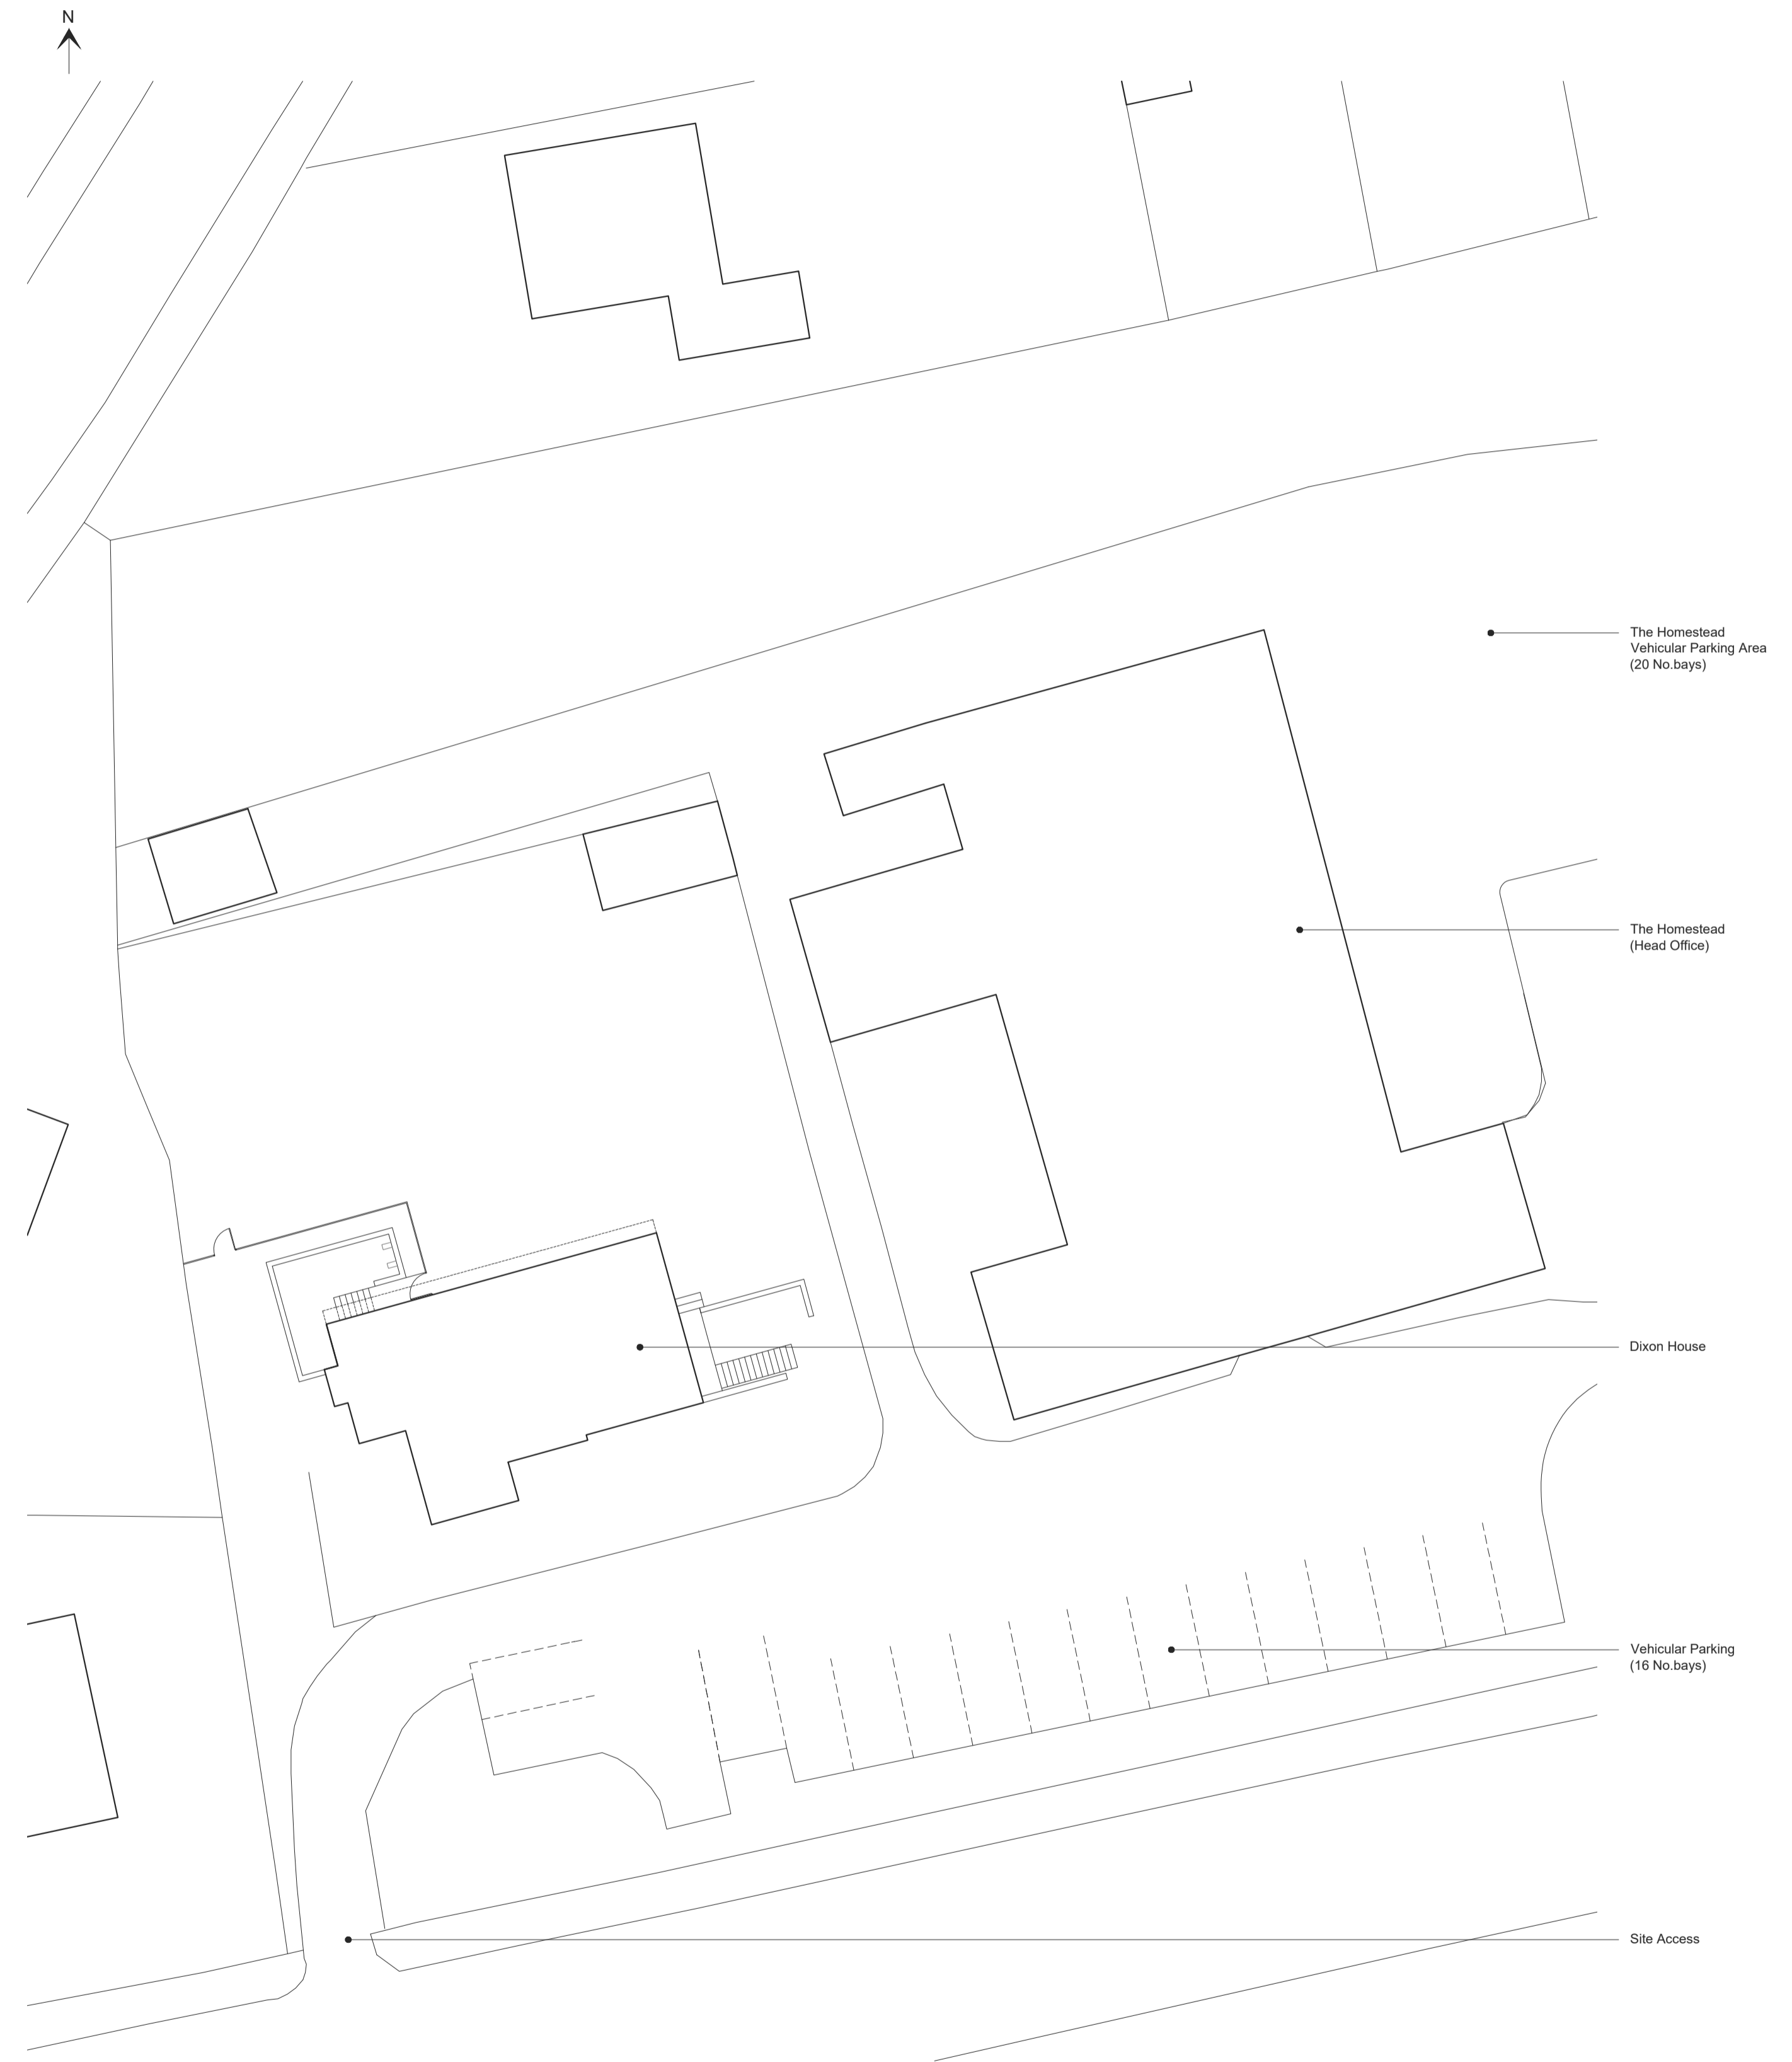 N
The Homestead
Vehicular Parking Area
(20 No.bays)
The Homestead
(Head Office)
Dixon House
Vehicular Parking
(16 No.bays)
Site Access